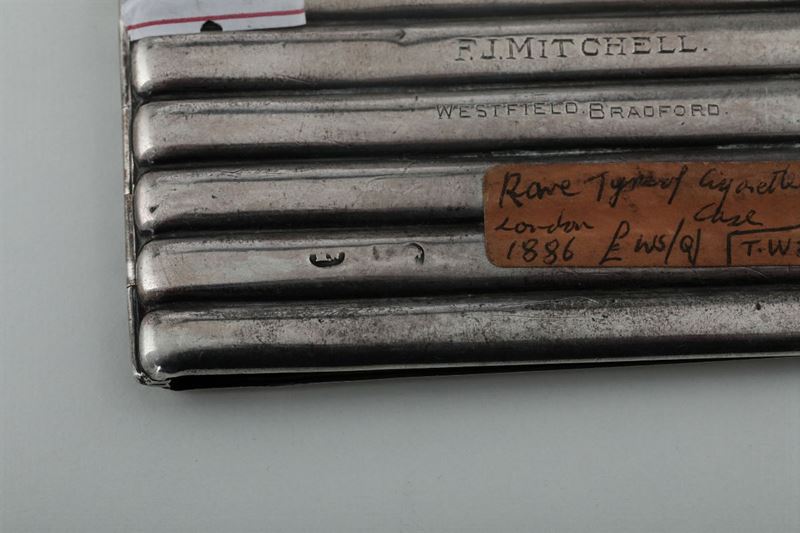 F.J.MITCHELL.
WESTFIELD.BRADFORD.
Rare Type of Cigarette
Case
London
1886 £ WS/Q/ T.W